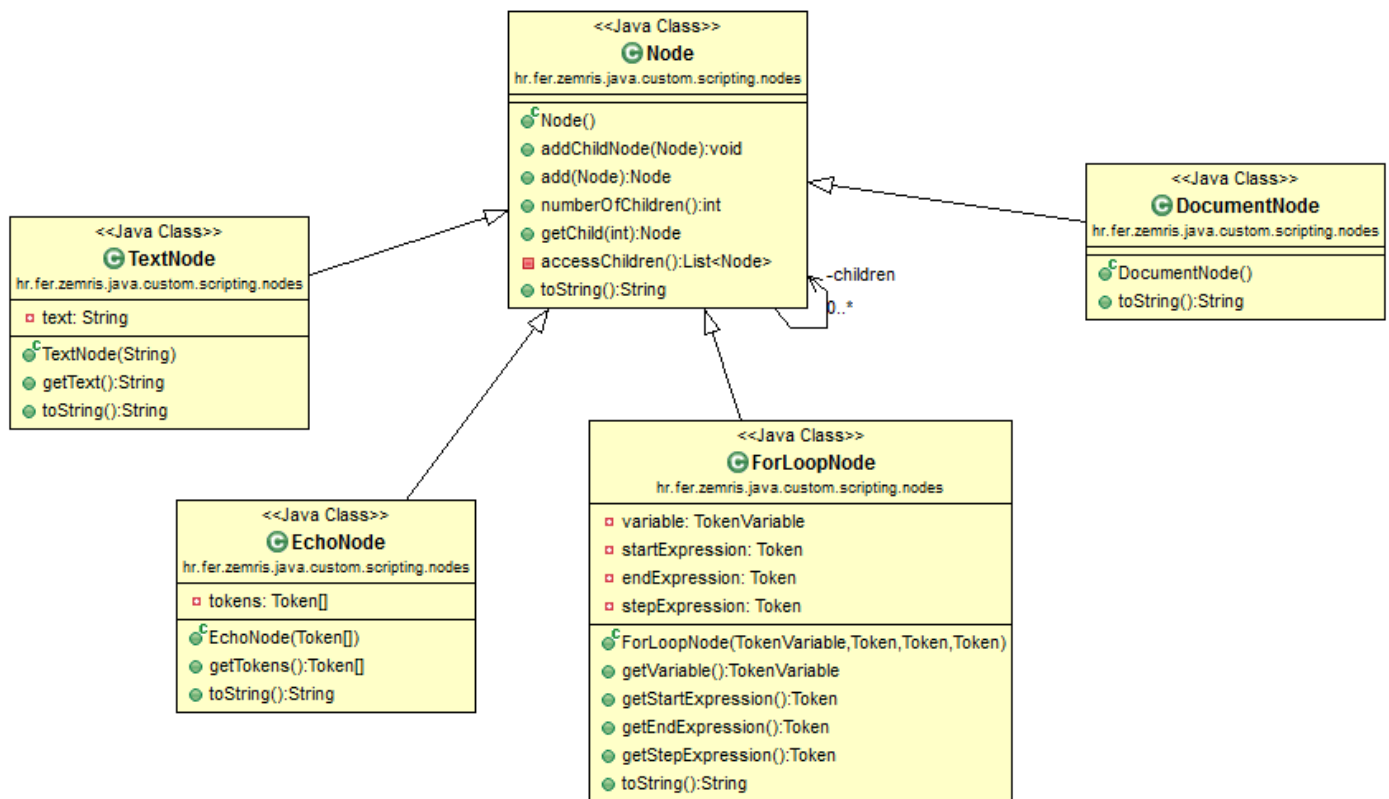 <<Java Class>>
Node
hr.fer.zemris.java.custom.scripting.nodes
Node()
addChildNode(Node):void
add(Node):Node
numberOfChildren():int
getChild(int):Node
accessChildren():List<Node>
toString():String
-children
0..*
<<Java Class>>
DocumentNode
hr.fer.zemris.java.custom.scripting.nodes
DocumentNode()
toString():String
<<Java Class>>
TextNode
hr.fer.zemris.java.custom.scripting.nodes
text: String
TextNode(String)
getText():String
toString():String
<<Java Class>>
EchoNode
hr.fer.zemris.java.custom.scripting.nodes
tokens: Token[]
EchoNode(Token[])
getTokens():Token[]
toString():String
<<Java Class>>
ForLoopNode
hr.fer.zemris.java.custom.scripting.nodes
variable: TokenVariable
startExpression: Token
endExpression: Token
stepExpression: Token
ForLoopNode(TokenVariable,Token,Token,Token)
getVariable():TokenVariable
getStartExpression():Token
getEndExpression():Token
getStepExpression():Token
toString():String